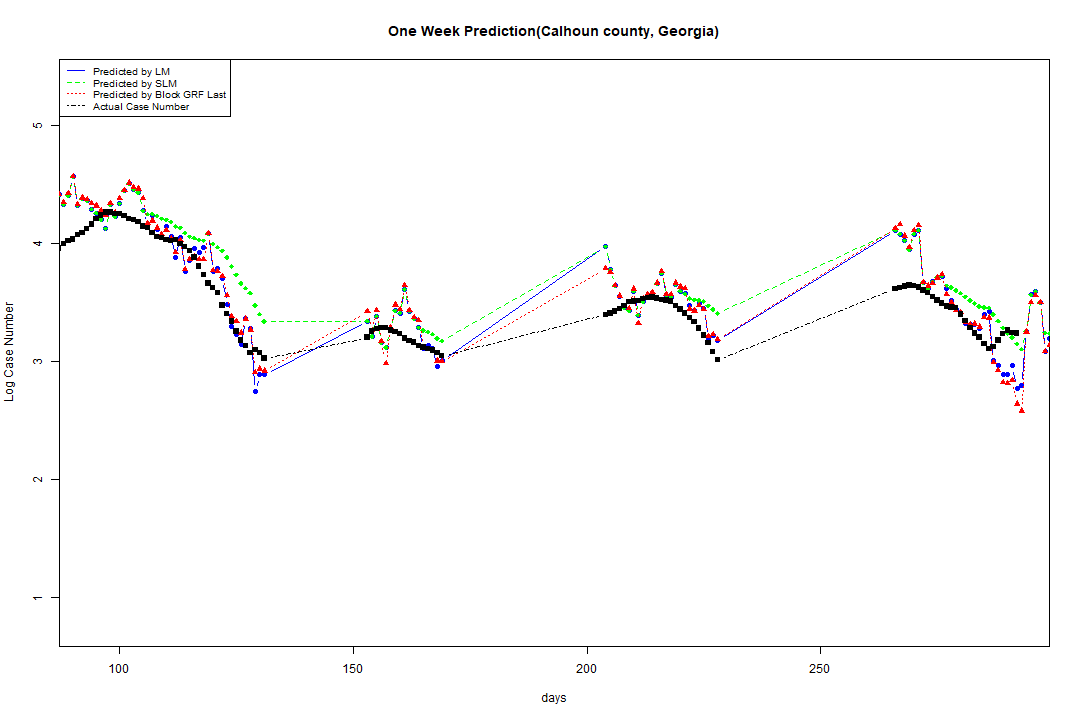 One Week Prediction(Calhoun county, Georgia)
Predicted by LM
Predicted by SLM
Predicted by Block GRF Last
Actual Case Number
5
4
3
2
1
Log Case Number
100 150 200 250
days